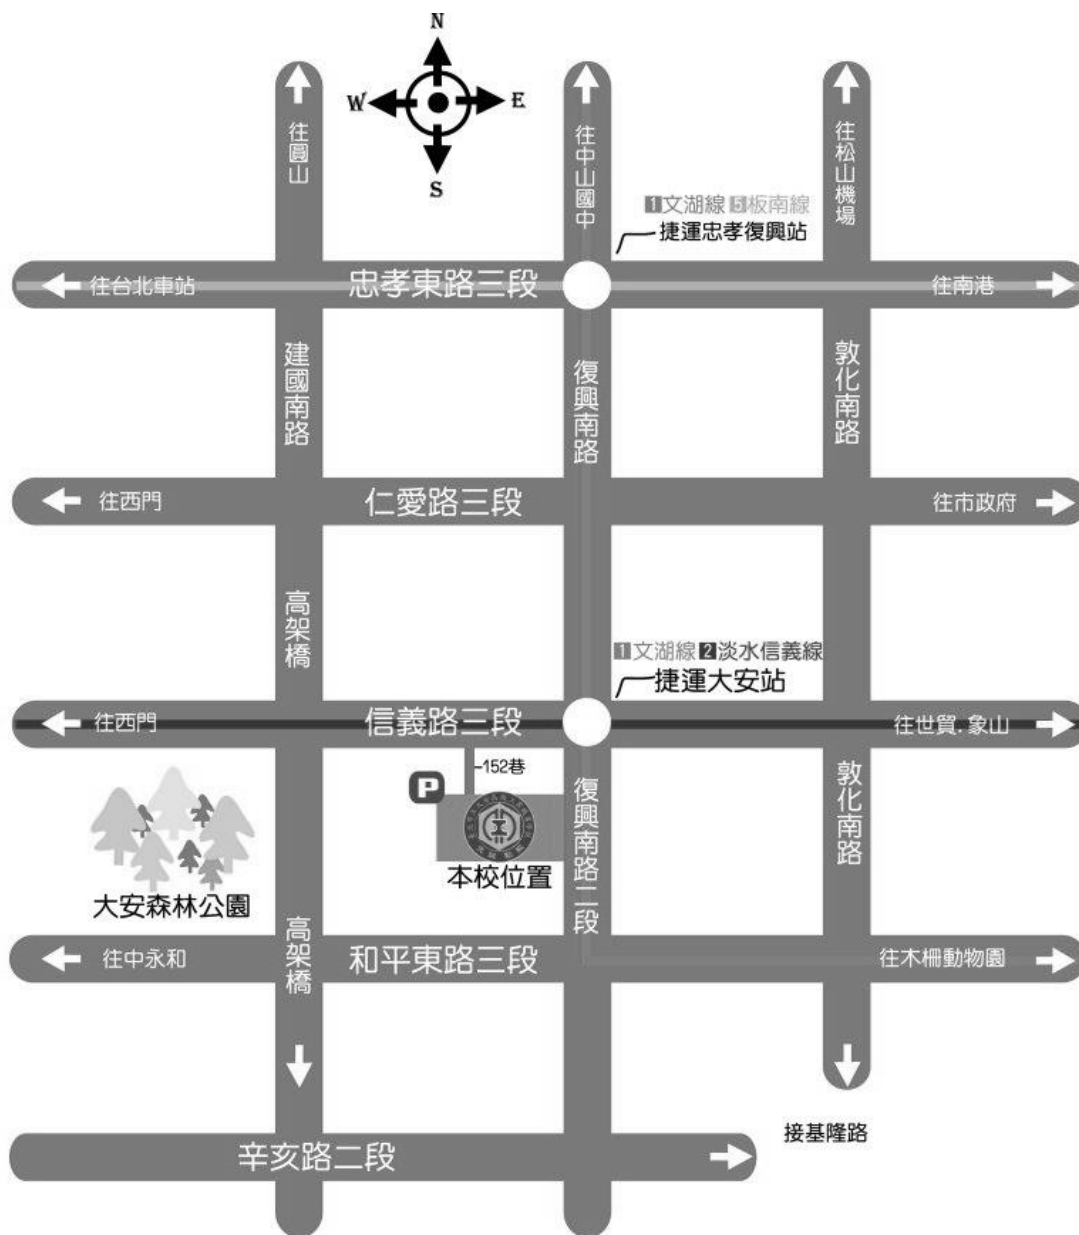 N
W E
S
往圓山
往中山國中
往松山機場
1文湖線 5板南線
捷運忠孝復興站
往台北車站
忠孝東路三段
往南港
建國南路
復興南路
敦化南路
往西門
仁愛路三段
往市政府
高架橋
1文湖線 2淡水信義線
捷運大安站
往西門
信義路三段
往世貿.象山
152巷
P
復興南路二段
敦化南路
本校位置
大安森林公園
高架橋
往中永和
和平東路三段
往木柵動物園
接基隆路
辛亥路二段